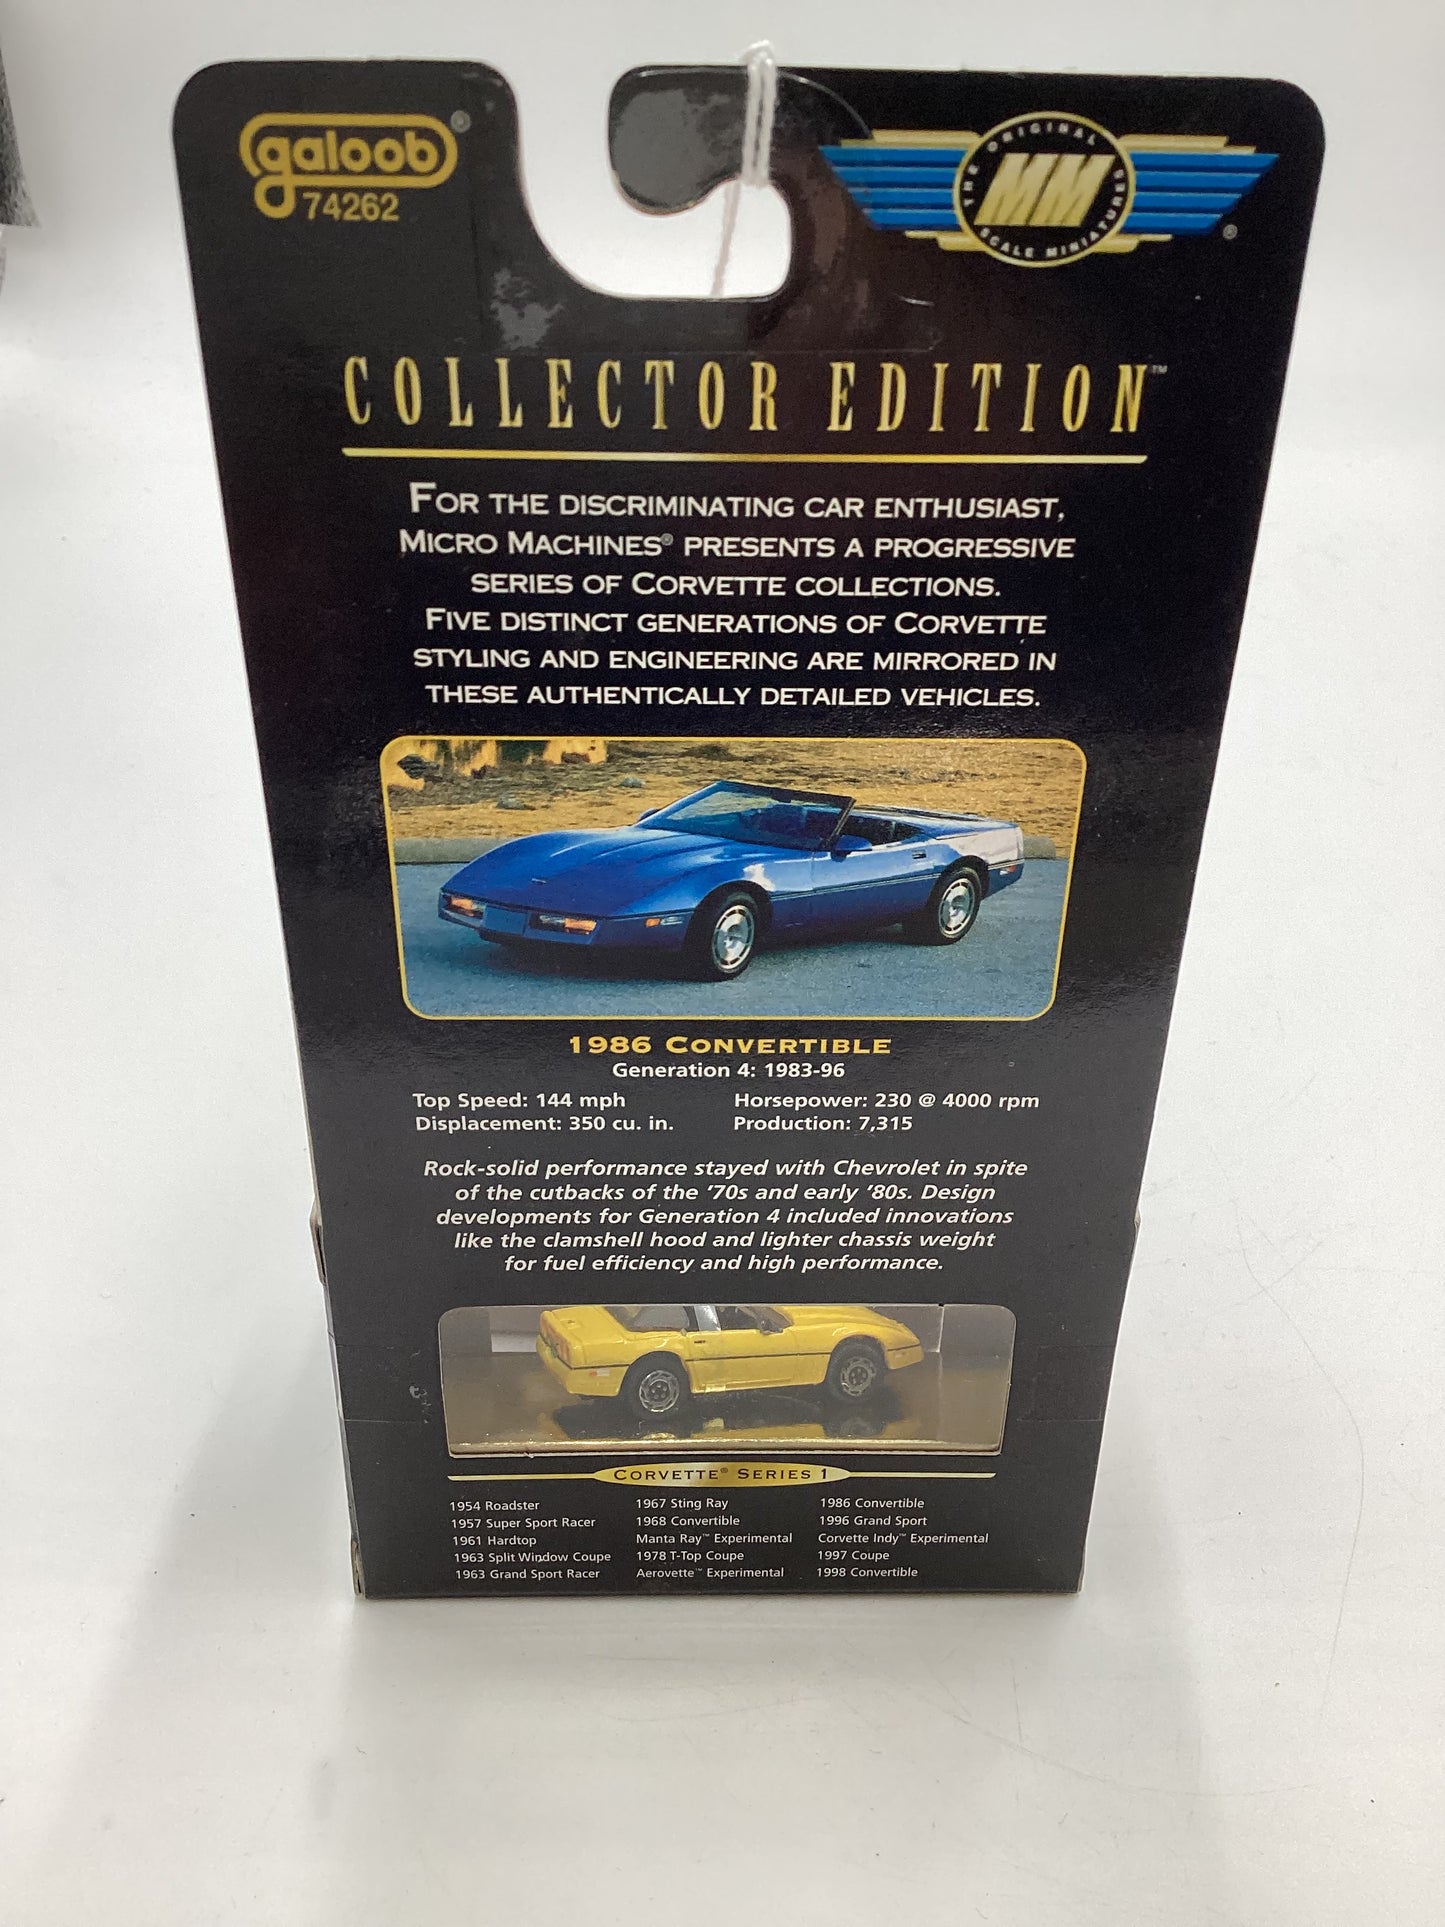 galoob®
74262
THE ORIGINAL
MM
SCALE MINIATURES
®
COLLECTOR EDITION™
FOR THE DISCRIMINATING CAR ENTHUSIAST,
MICRO MACHINES® PRESENTS A PROGRESSIVE
SERIES OF CORVETTE COLLECTIONS.
FIVE DISTINCT GENERATIONS OF CORVETTE
STYLING AND ENGINEERING ARE MIRRORED IN
THESE AUTHENTICALLY DETAILED VEHICLES.
1986 CONVERTIBLE
Generation 4: 1983-96
Top Speed: 144 mph Horsepower: 230 @ 4000 rpm
Displacement: 350 cu. in. Production: 7,315
Rock-solid performance stayed with Chevrolet in spite
of the cutbacks of the '70s and early '80s. Design
developments for Generation 4 included innovations
like the clamshell hood and lighter chassis weight
for fuel efficiency and high performance.
CORVETTE® SERIES 1
1954 Roadster
1957 Super Sport Racer
1961 Hardtop
1963 Split Window Coupe
1963 Grand Sport Racer
1967 Sting Ray
1968 Convertible
Manta Ray™ Experimental
1978 T-Top Coupe
Aerovette™ Experimental
1986 Convertible
1996 Grand Sport
Corvette Indy™ Experimental
1997 Coupe
1998 Convertible